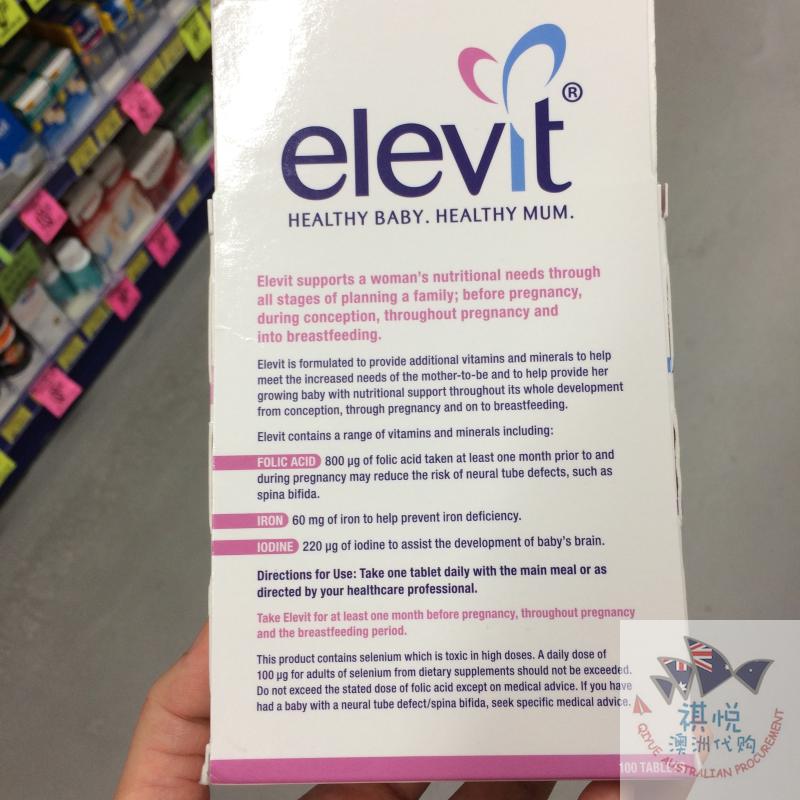 elevit®
HEALTHY BABY. HEALTHY MUM.
Elevit supports a woman's nutritional needs through
all stages of planning a family; before pregnancy,
during conception, throughout pregnancy and
into breastfeeding.
Elevit is formulated to provide additional vitamins and minerals to help
meet the increased needs of the mother-to-be and to help provide her
growing baby with nutritional support throughout its whole development
from conception, through pregnancy and on to breastfeeding.
Elevit contains a range of vitamins and minerals including:
FOLIC ACID 800 µg of folic acid taken at least one month prior to and
during pregnancy may reduce the risk of neural tube defects, such as
spina bifida.
IRON 60 mg of iron to help prevent iron deficiency.
IODINE 220 µg of iodine to assist the development of baby's brain.
Directions for Use: Take one tablet daily with the main meal or as
directed by your healthcare professional.
Take Elevit for at least one month before pregnancy, throughout pregnancy
and the breastfeeding period.
This product contains selenium which is toxic in high doses. A daily dose of
100 µg for adults of selenium from dietary supplements should not be exceeded.
Do not exceed the stated dose of folic acid except on medical advice. If you have
had a baby with a neural tube defect/spina bifida, seek specific medical advice.
祺悦
澳洲代购
QIYUE AUSTRALIAN PROCUREMENT
100 TABLETS